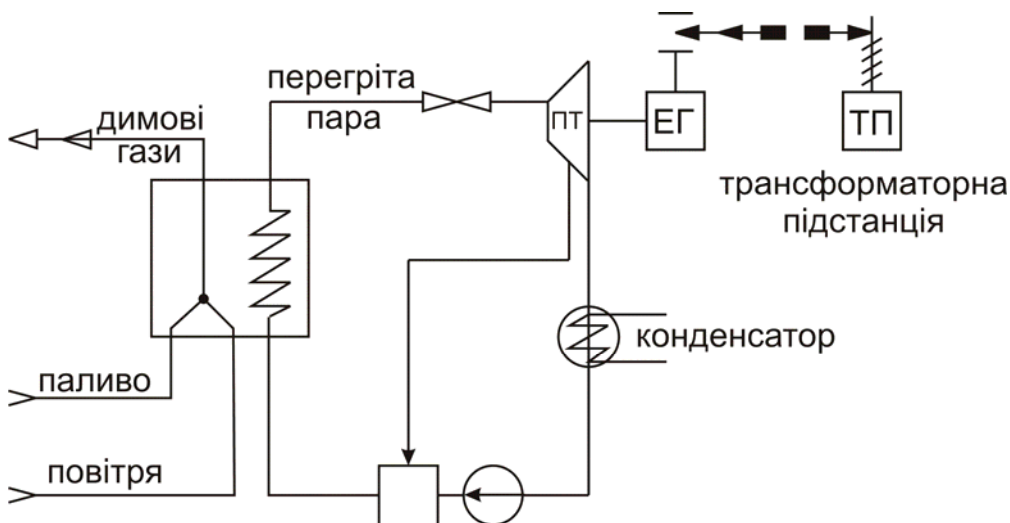 перегріта
пара
димові
гази
ПТ
ЕГ
ТП
трансформаторна
підстанція
конденсатор
паливо
повітря